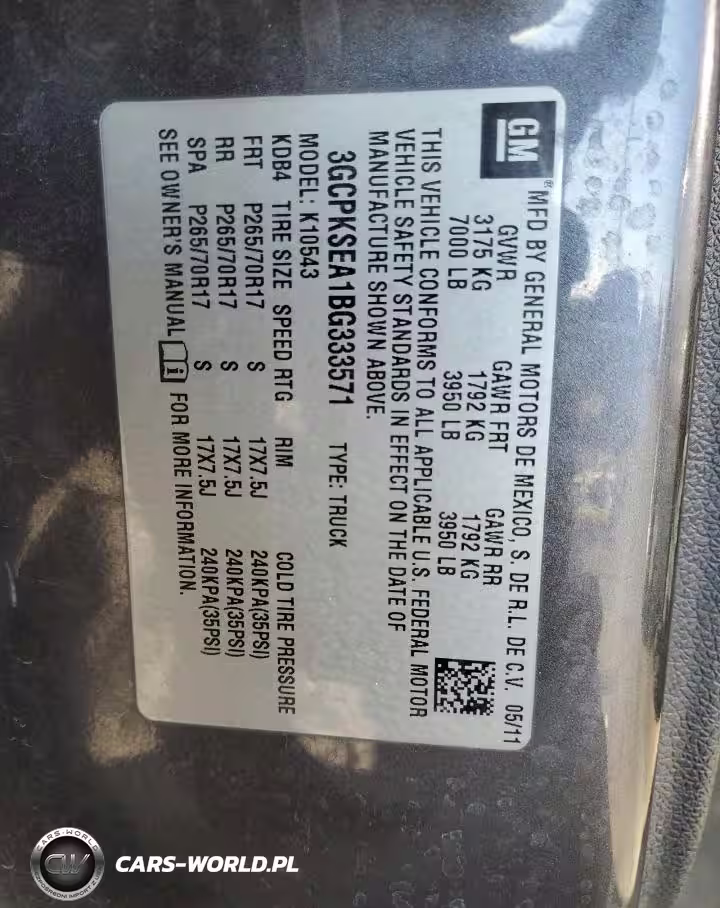 GM
® MFD BY GENERAL MOTORS DE MEXICO, S. DE R.L. DE C.V. 05/11
GVWR GAWR FRT GAWR RR
3175 KG 1792 KG 1792 KG
7000 LB 3950 LB 3950 LB
THIS VEHICLE CONFORMS TO ALL APPLICABLE U.S. FEDERAL MOTOR
VEHICLE SAFETY STANDARDS IN EFFECT ON THE DATE OF
MANUFACTURE SHOWN ABOVE.
3GCPKSEA1BG333571 TYPE: TRUCK
MODEL: K10543
KDB4 TIRE SIZE SPEED RTG RIM COLD TIRE PRESSURE
FRT P265/70R17 S 17X7.5J 240KPA(35PSI)
RR P265/70R17 S 17X7.5J 240KPA(35PSI)
SPA P265/70R17 S 17X7.5J 240KPA(35PSI)
SEE OWNER'S MANUAL i FOR MORE INFORMATION.
CARS-WORLD
CW
CARS-WORLD.PL